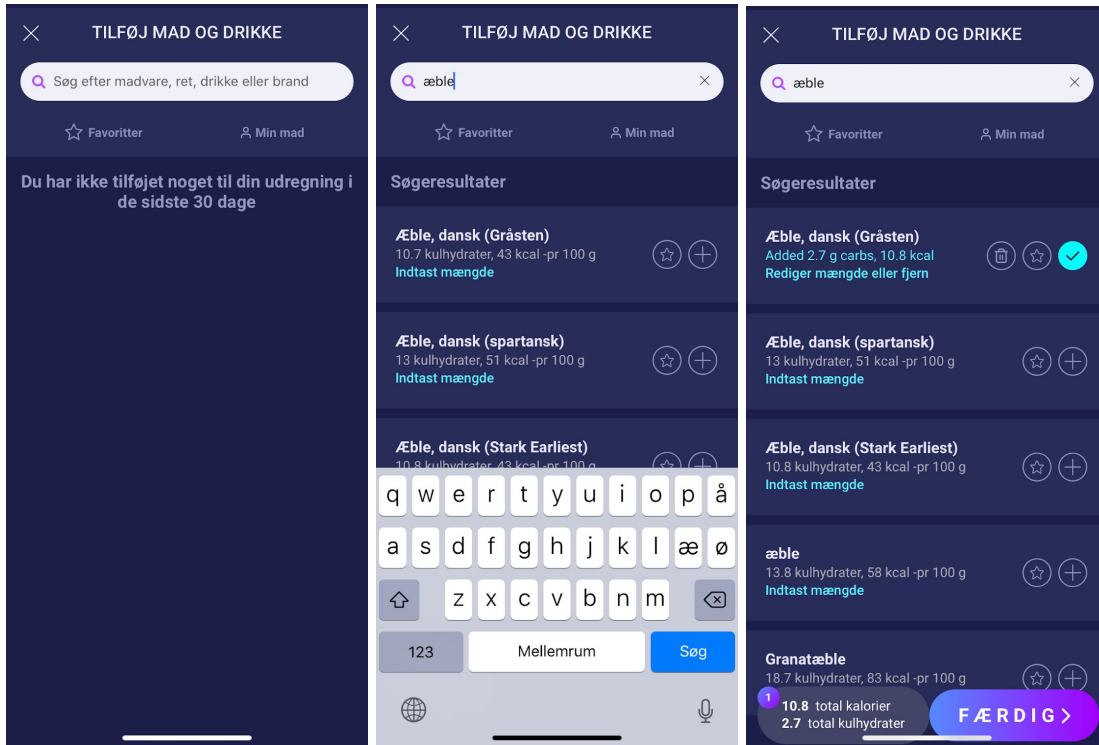 TILFØJ MAD OG DRIKKE
Søg efter madvare, ret, drikke eller brand
Favoritter
Min mad
Du har ikke tilføjet noget til din udregning i
de sidste 30 dage
TILFØJ MAD OG DRIKKE
æble
Favoritter
Min mad
Søgeresultater
Æble, dansk (Gråsten)
10.7 kulhydrater, 43 kcal -pr 100 g
Indtast mængde
Æble, dansk (spartansk)
13 kulhydrater, 51 kcal -pr 100 g
Indtast mængde
Æble, dansk (Stark Earliest)
10.8 kulhydrater, 43 kcal -pr 100 g
q w e r t y u i o p å
a s d f g h j k l æ ø
z x c v b n m
123 Mellemrum Søg
TILFØJ MAD OG DRIKKE
æble
Favoritter
Min mad
Søgeresultater
Æble, dansk (Gråsten)
Added 2.7 g carbs, 10.8 kcal
Rediger mængde eller fjern
Æble, dansk (spartansk)
13 kulhydrater, 51 kcal -pr 100 g
Indtast mængde
Æble, dansk (Stark Earliest)
10.8 kulhydrater, 43 kcal -pr 100 g
Indtast mængde
æble
13.8 kulhydrater, 58 kcal -pr 100 g
Indtast mængde
Granatæble
18.7 kulhydrater, 83 kcal -pr 100 g
1
10.8 total kalorier
2.7 total kulhydrater
FÆRDIG